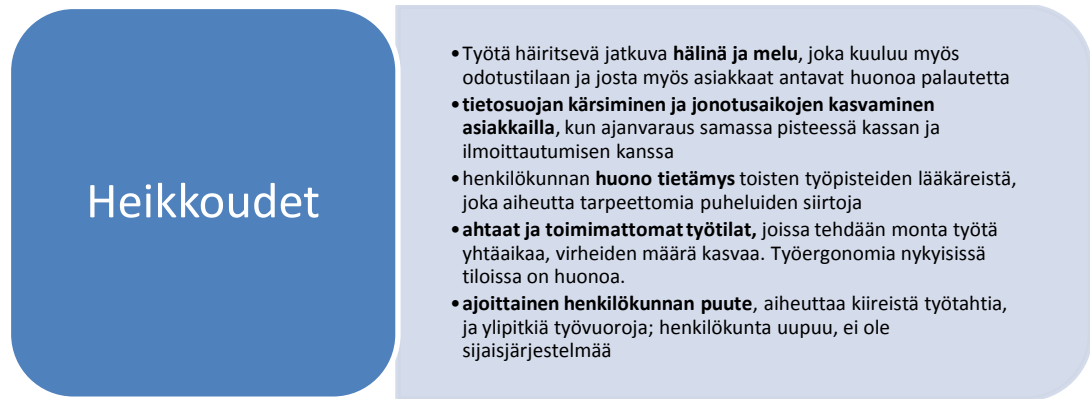 Heikkoudet
•Työtä häiritsevä jatkuva hälinä ja melu, joka kuuluu myös
odotustilaan ja josta myös asiakkaat antavat huonoa palautetta
•tietosuojan kärsiminen ja jonotusaikojen kasvaminen
asiakkailla, kun ajanvaraus samassa pisteessä kassan ja
ilmoittautumisen kanssa
•henkilökunnan huono tietämys toisten työpisteiden lääkäreistä,
joka aiheutta tarpeettomia puheluiden siirtoja
•ahtaat ja toimimattomat työtilat, joissa tehdään monta työtä
yhtäaikaa, virheiden määrä kasvaa. Työergonomia nykyisissä
tiloissa on huonoa.
•ajoittainen henkilökunnan puute, aiheuttaa kiireistä työtahtia,
ja ylipitkiä työvuoroja; henkilökunta uupuu, ei ole
sijaisjärjestelmää